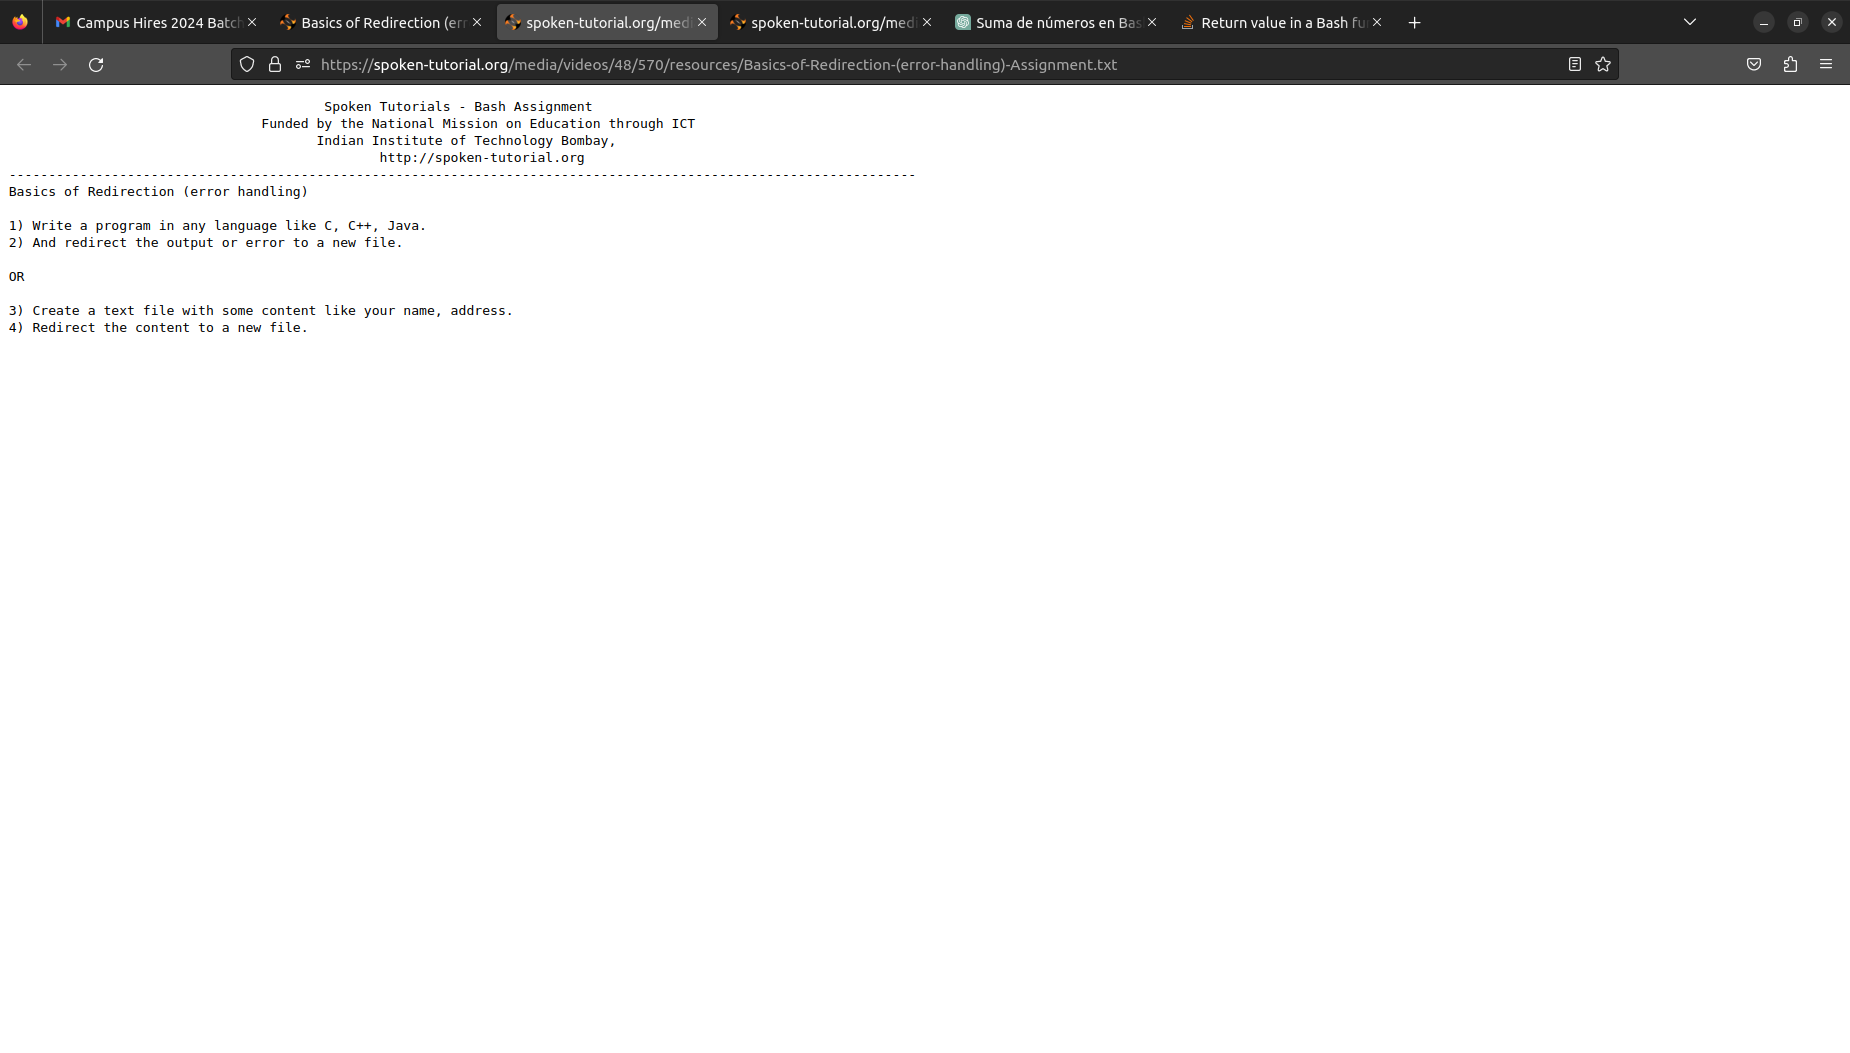 Campus Hires 2024 Batch
Basics of Redirection (err
spoken-tutorial.org/medi
spoken-tutorial.org/med
Suma de números en Bas
Return value in a Bash fu
https://spoken-tutorial.org/media/videos/48/570/resources/Basics-of-Redirection-(error-handling)-Assignment.txt
Spoken Tutorials - Bash Assignment
Funded by the National Mission on Education through ICT
Indian Institute of Technology Bombay,
http://spoken-tutorial.org
-------------------------------------------------------------------------------------------------------------------
Basics of Redirection (error handling)
1) Write a program in any language like C, C++, Java.
2) And redirect the output or error to a new file.
OR
3) Create a text file with some content like your name, address.
4) Redirect the content to a new file.